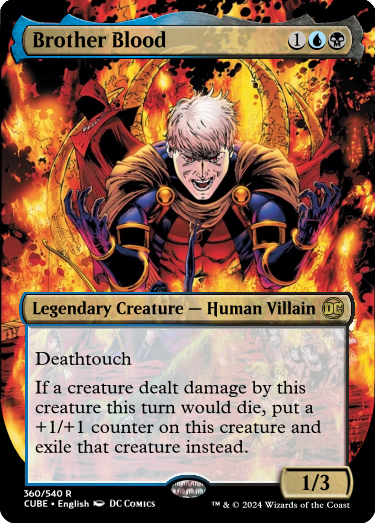 Brother Blood 1
Legendary Creature — Human Villain DC
Deathtouch
If a creature dealt damage by this
creature this turn would die, put a
+1/+1 counter on this creature and
exile that creature instead.
1/3
360/540 R
CUBE • English DC COMICS ™ & © 2024 Wizards of the Coast